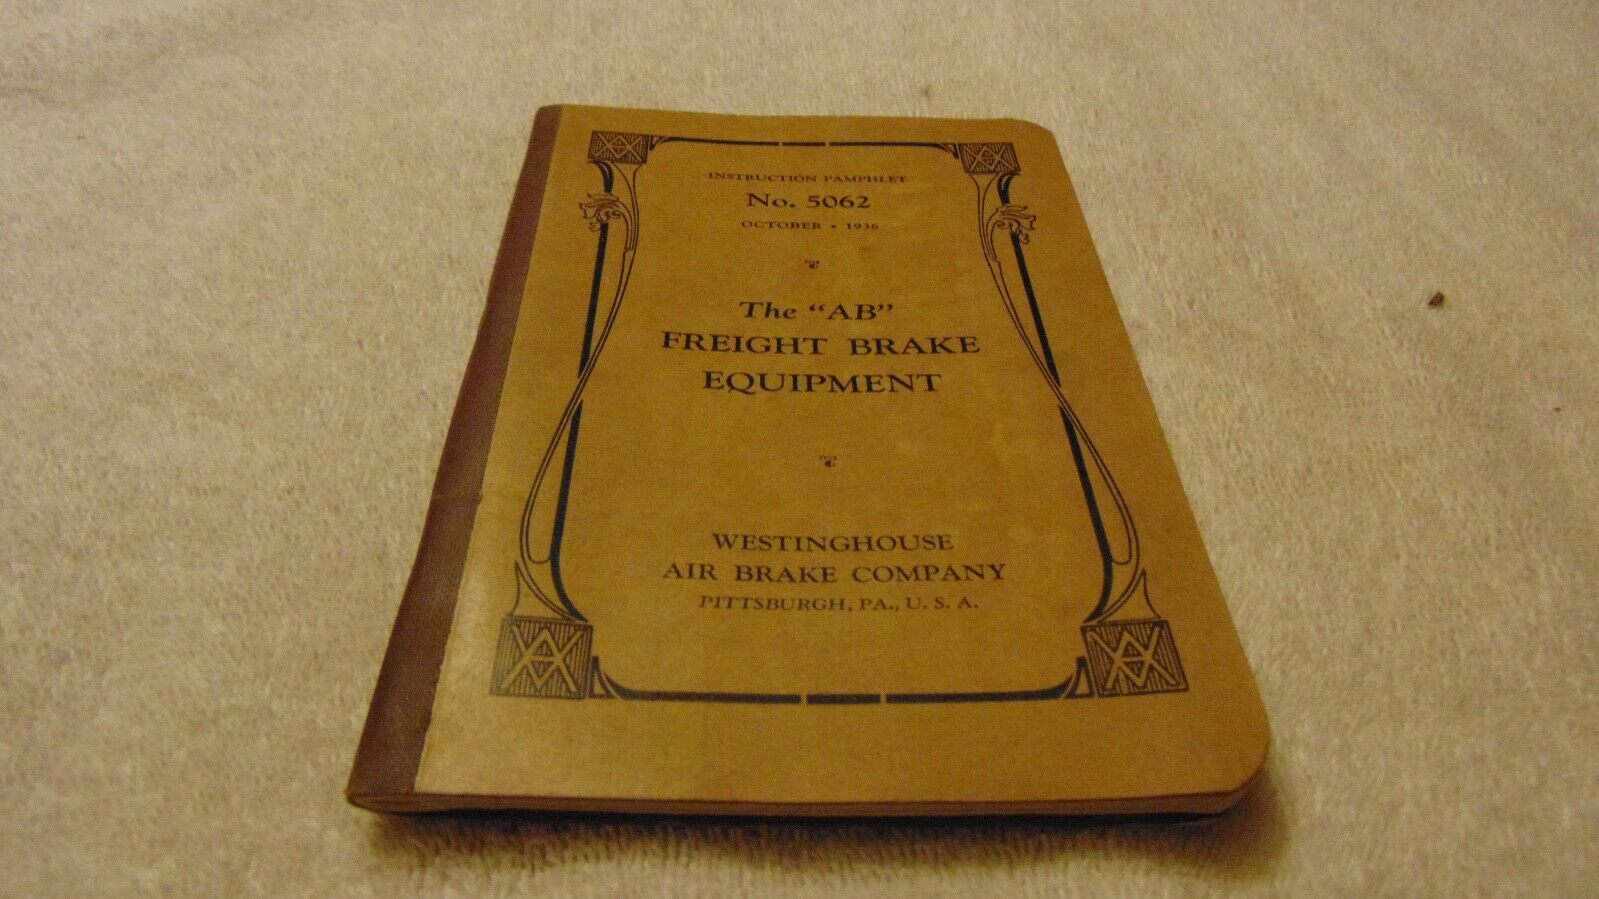 INSTRUCTION PAMPHLET
No. 5062
OCTOBER • 1936
The “AB”
FREIGHT BRAKE
EQUIPMENT
WESTINGHOUSE
AIR BRAKE COMPANY
PITTSBURGH, PA., U. S. A.